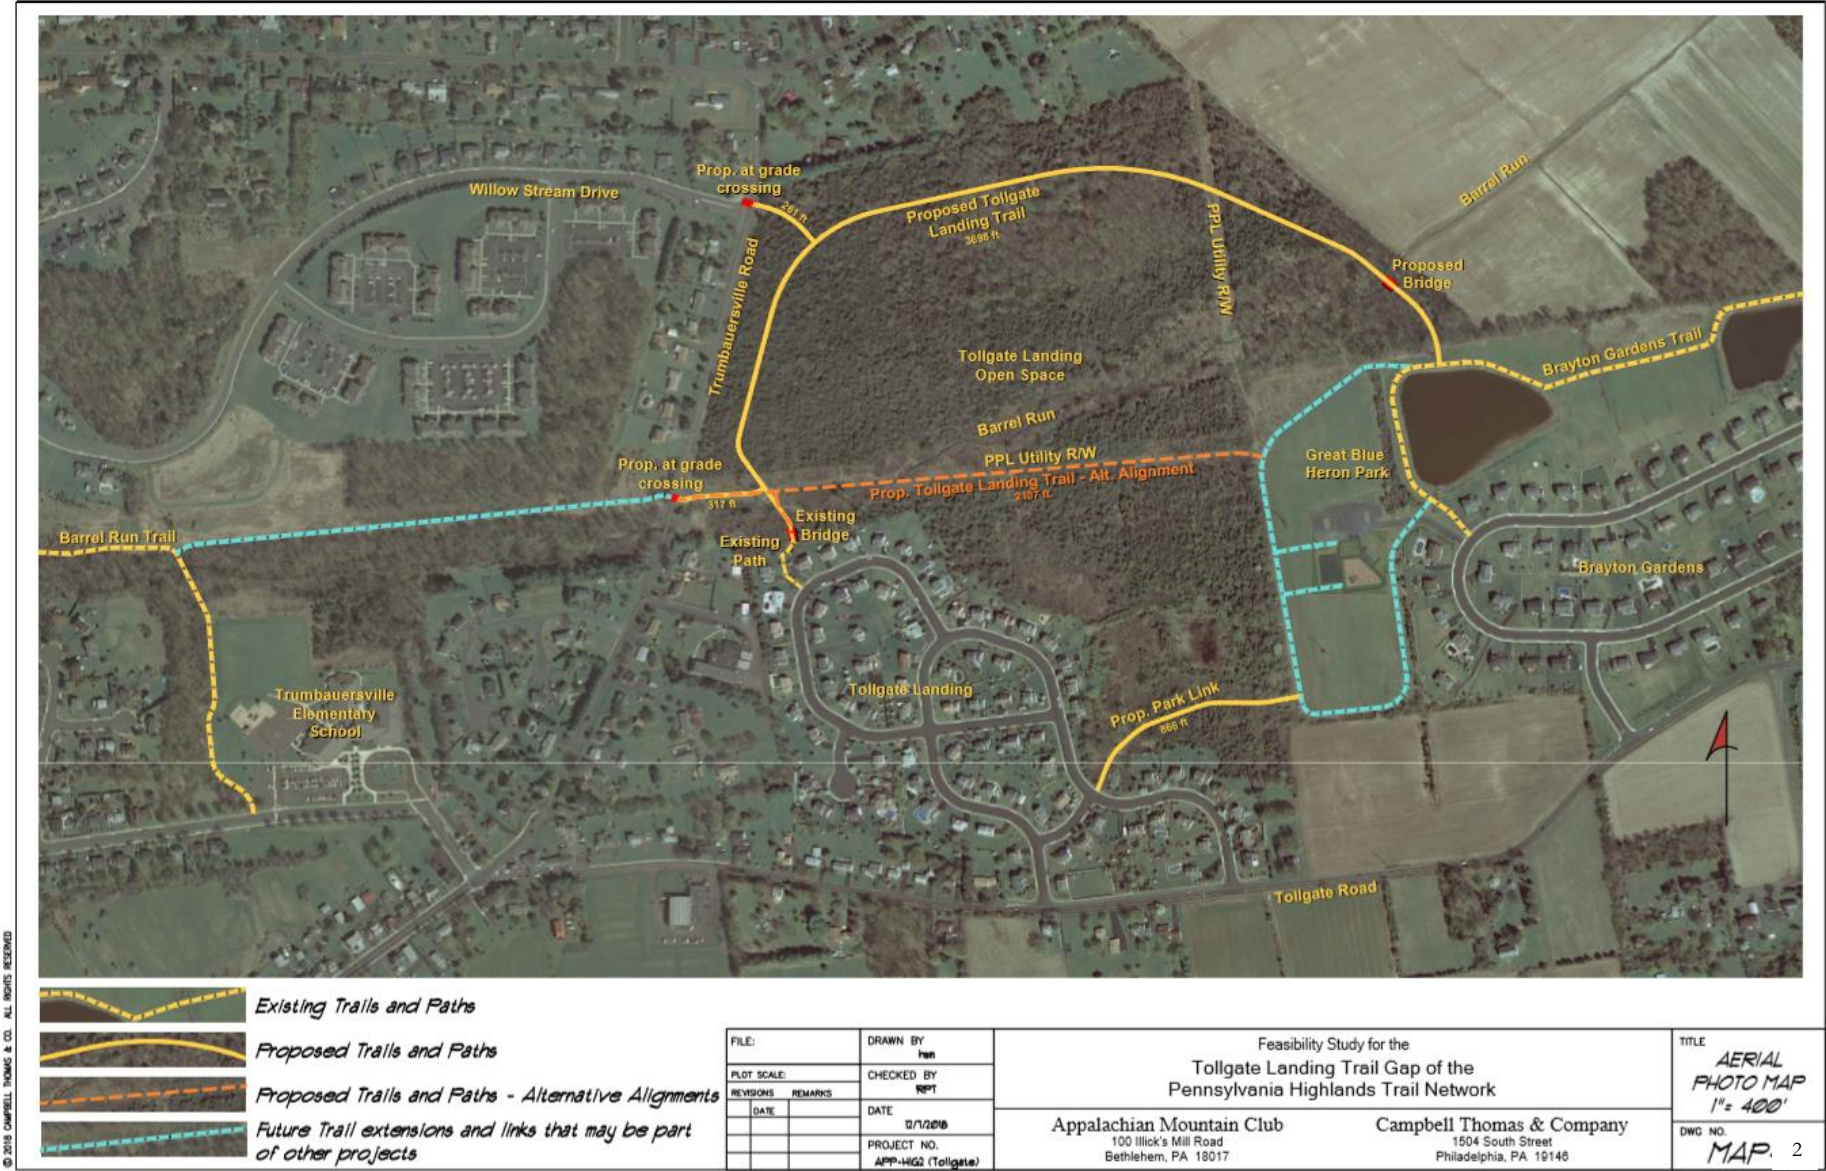 Willow Stream Drive
Prop. at grade
crossing
261 ft
Proposed Tollgate
Landing Trail
3698 ft
Barrel Run
PPL Utility R/W
Trumbauersville Road
Proposed
Bridge
Brayton Gardens Trail
Tollgate Landing
Open Space
Barrel Run
PPL Utility R/W
Prop. Tollgate Landing Trail - Alt. Alignment
2107 ft.
Great Blue
Heron Park
Prop. at grade
crossing
317 ft
Existing
Bridge
Existing
Path
Barrel Run Trail
Brayton Gardens
Trumbauersville
Elementary
School
Tollgate Landing
Prop. Park Link
866 ft
Tollgate Road
Existing Trails and Paths
Proposed Trails and Paths
Proposed Trails and Paths - Alternative Alignments
Future Trail extensions and links that may be part
of other projects
© 2018 CAMPBELL THOMAS & CO. ALL RIGHTS RESERVED
FILE:
PLOT SCALE:
REVISIONS REMARKS
DATE
DRAWN BY
hsn
CHECKED BY
RPT
DATE
12/7/2018
PROJECT NO.
APP-HIG2 (Tollgate)
Feasibility Study for the
Tollgate Landing Trail Gap of the
Pennsylvania Highlands Trail Network
Appalachian Mountain Club
100 Illick's Mill Road
Bethlehem, PA 18017
Campbell Thomas & Company
1504 South Street
Philadelphia, PA 19146
TITLE
AERIAL
PHOTO MAP
1"= 400'
DWG NO.
MAP. 2